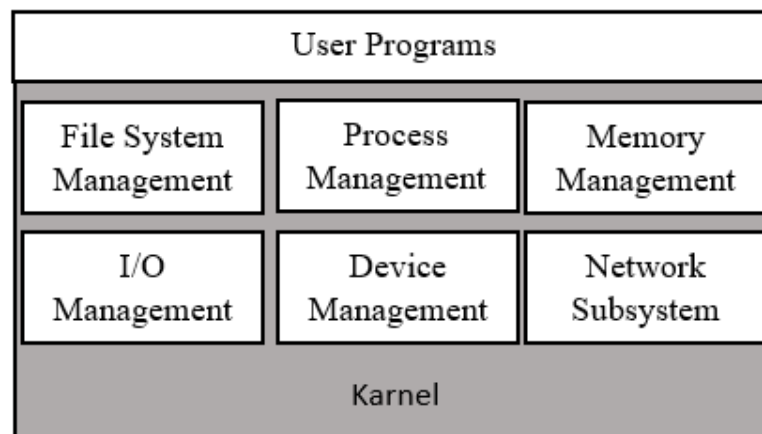 User Programs
File System
Management
Process
Management
Memory
Management
I/O
Management
Device
Management
Network
Subsystem
Karnel